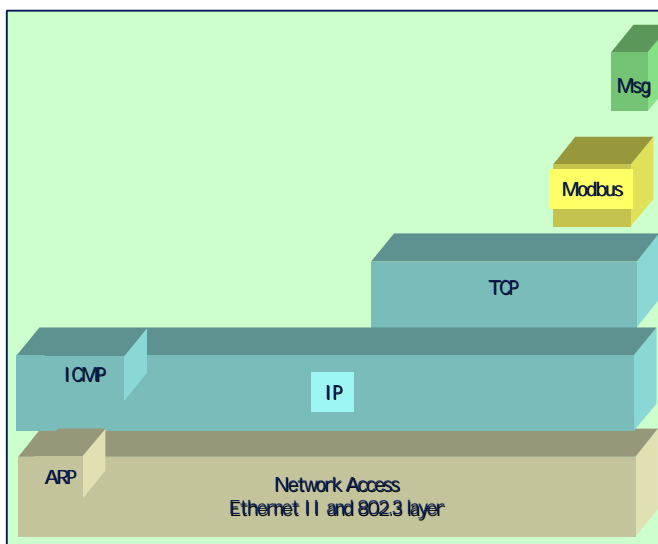 Msg
Modbus
TCP
ICMP
IP
ARP
Network Access
Ethernet II and 802.3 layer